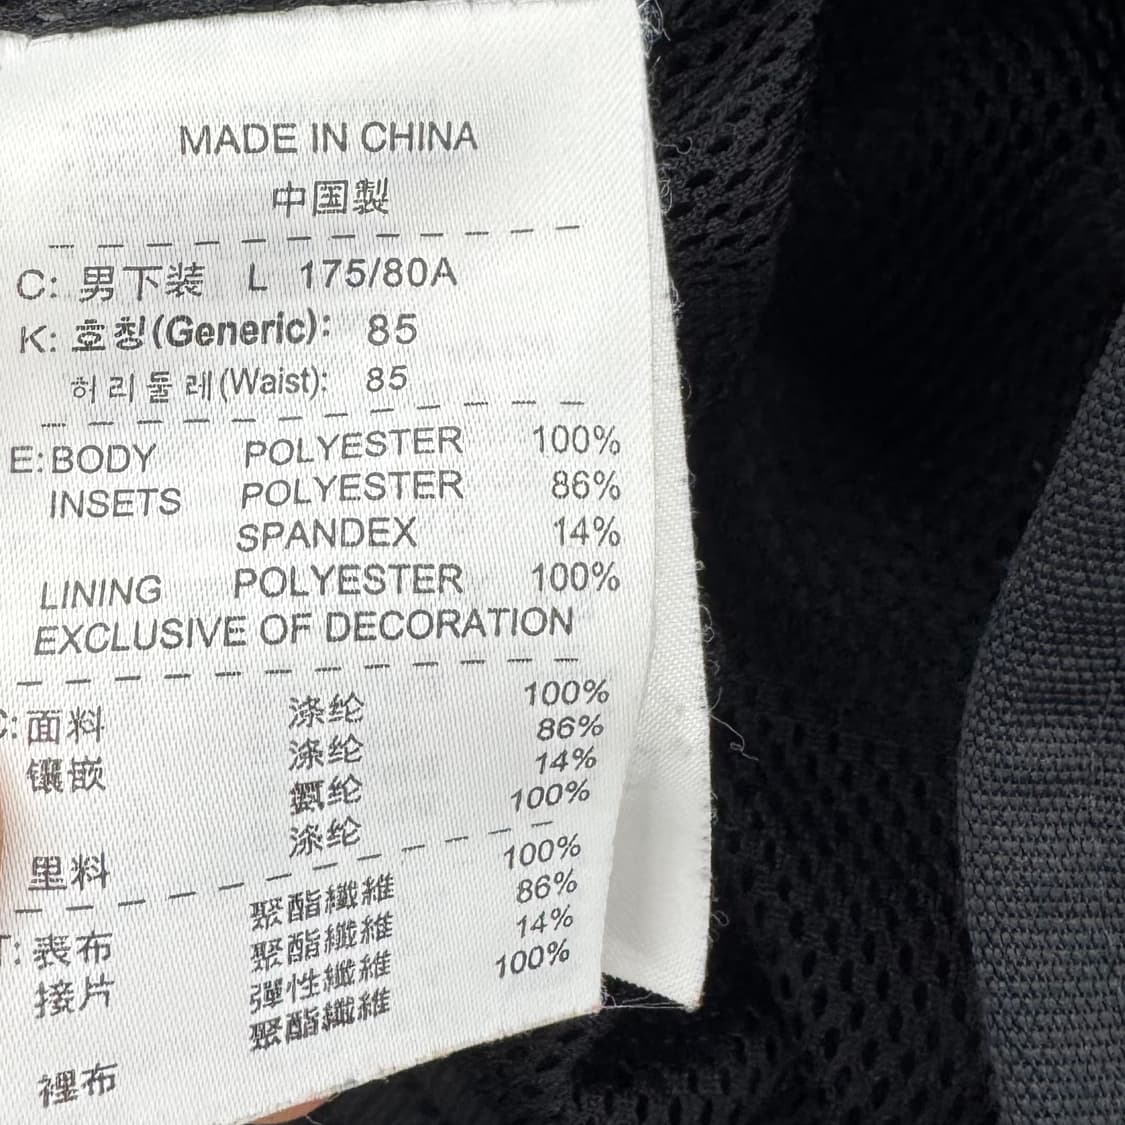 MADE IN CHINA
中国製
C: 男下装 L 175/80A
K: 호칭(Generic): 85
허리둘레(Waist): 85
E: BODY POLYESTER 100%
INSETS POLYESTER 86%
SPANDEX 14%
LINING POLYESTER 100%
EXCLUSIVE OF DECORATION
C: 面料 涤纶 100%
镶嵌 涤纶 86%
氨纶 14%
里料 涤纶 100%
T: 表布 聚酯纖維 100%
接片 聚酯纖維 86%
彈性纖維 14%
裡布 聚酯纖維 100%